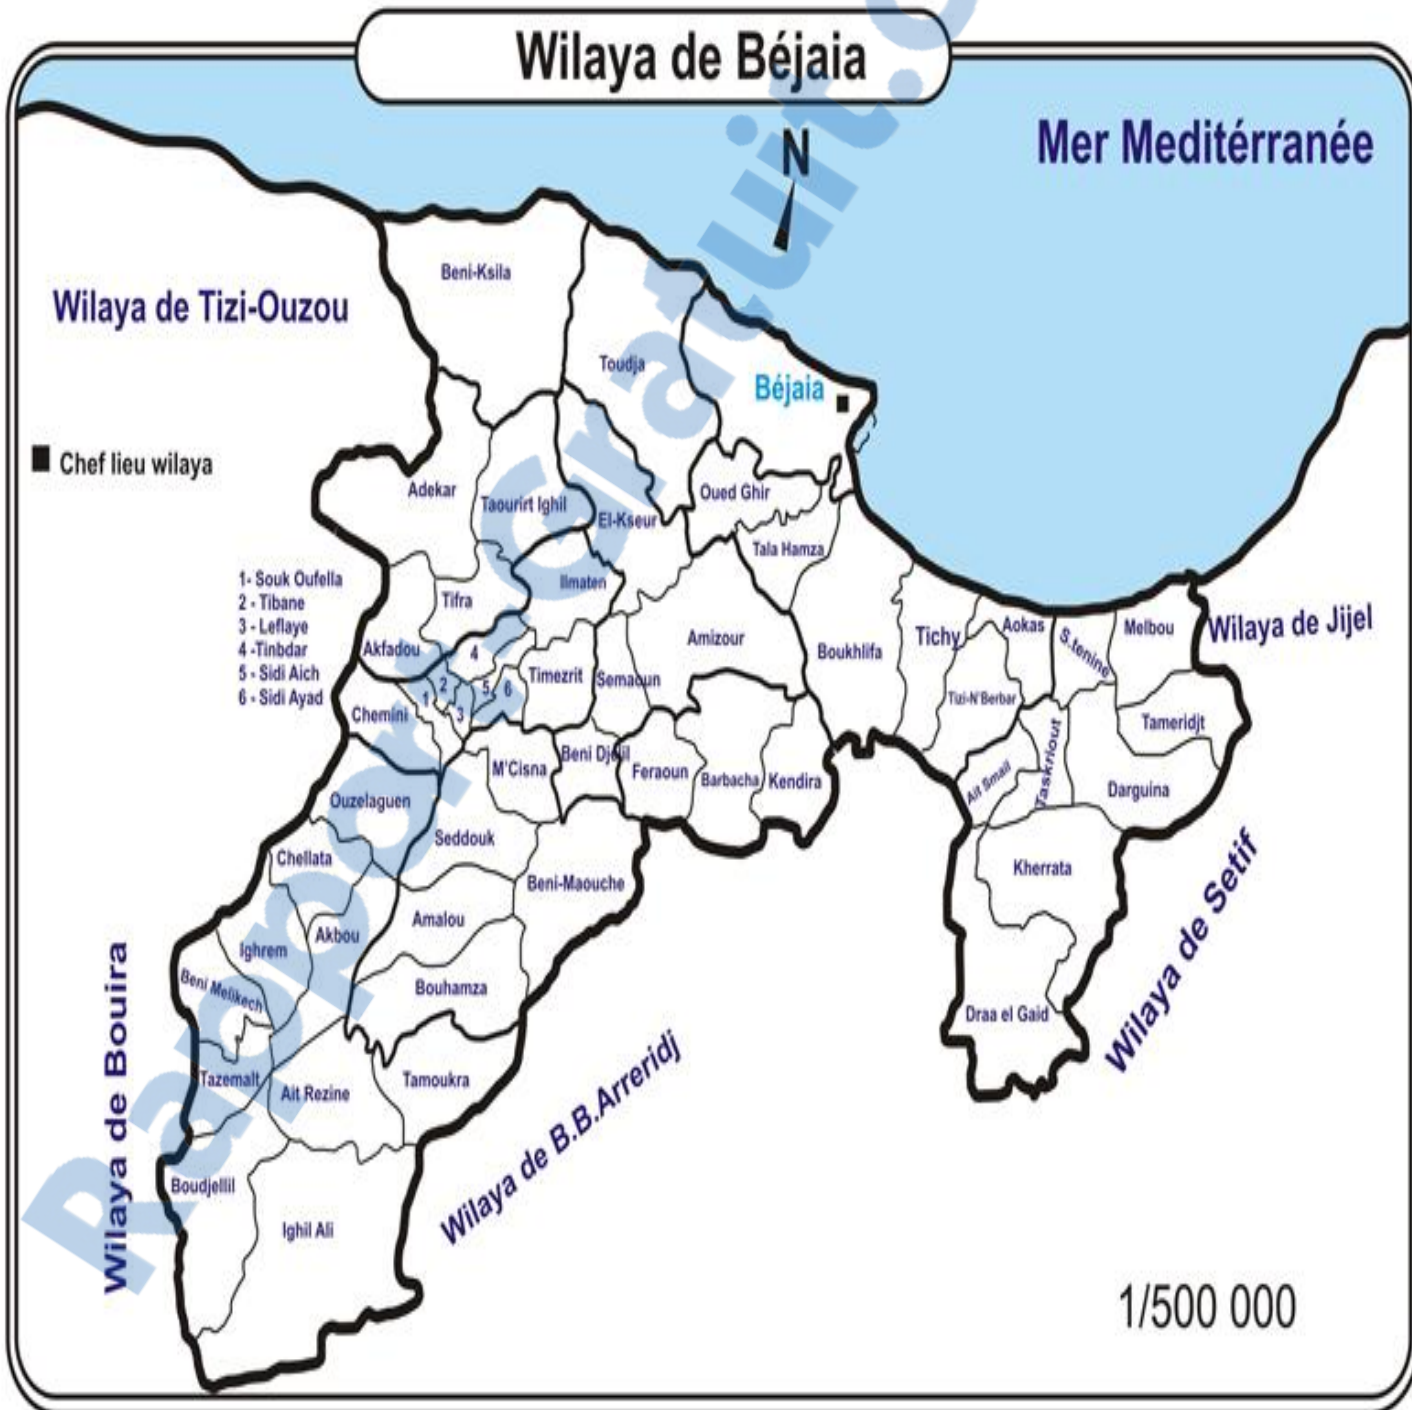 Wilaya de Béjaia
Mer Meditérranée
N
Beni-Ksila
Wilaya de Tizi-Ouzou
Toudja
Béjaia
Chef lieu wilaya
Adekar
Taourirt Ighil
Oued Ghir
El-Kseur
Tala Hamza
1- Souk Oufella
2 - Tibane
3 - Leflaye
4 -Tinbdar
5 - Sidi Aich
6 - Sidi Ayad
Ilmaten
Tifra
Akfadou
4
Amizour
Boukhlifa
Tichy
Aokas
S.tenine
Melbou
Wilaya de Jijel
1
2
3
5
6
Timezrit
Semaoun
Tizi-N'Berbar
Chemini
Tameridjt
M'Cisna
Beni Djellil
Feraoun
Barbacha
Kendira
Ait Smail
Taskriout
Darguina
Ouzelaguen
Seddouk
Chellata
Beni-Maouche
Kherrata
Amalou
Akbou
Ighrem
Beni Melikech
Bouhamza
Draa el Gaid
Wilaya de Setif
Tazemalt
Ait Rezine
Tamoukra
Wilaya de Bouira
Wilaya de B.B.Arreridj
Boudjellil
Ighil Ali
1/500 000
Rapport-Gratuit.c